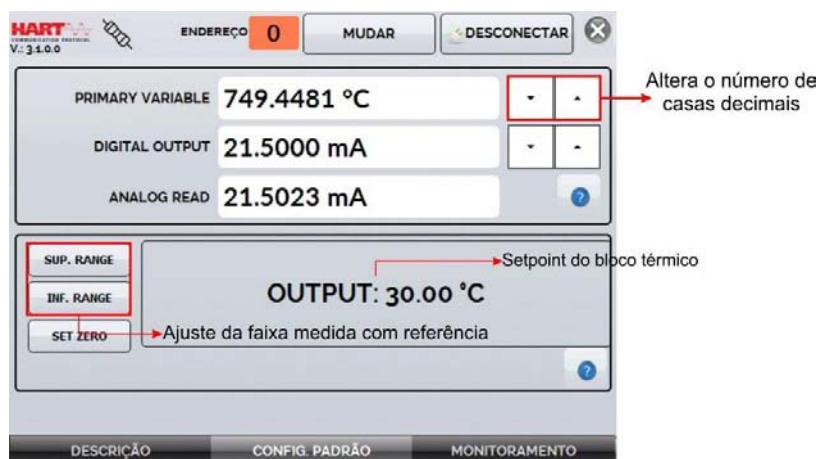 HART
COMMUNICATION PROTOCOL
V.: 3.1.0.0
ENDEREÇO 0 MUDAR DESCONECTAR
PRIMARY VARIABLE 749.4481 °C
Altera o número de
casas decimais
DIGITAL OUTPUT 21.5000 mA
ANALOG READ 21.5023 mA
?
SUP. RANGE
Setpoint do bloco térmico
INF. RANGE
OUTPUT: 30.00 °C
SET ZERO
Ajuste da faixa medida com referência
?
DESCRIÇÃO CONFIG. PADRÃO MONITORAMENTO